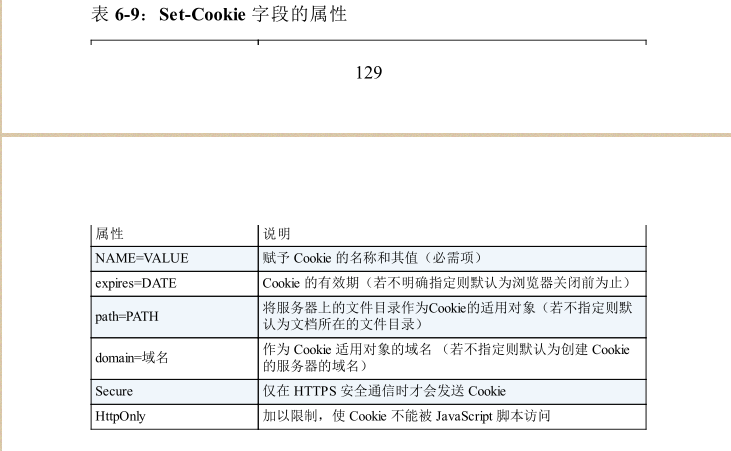 表 6-9：Set-Cookie 字段的属性
129
属性 说明
NAME=VALUE 赋予 Cookie 的名称和其值（必需项）
expires=DATE Cookie 的有效期（若不明确指定则默认为浏览器关闭前为止）
path=PATH 将服务器上的文件目录作为Cookie的适用对象（若不指定则默
认为文档所在的文件目录）
domain=域名 作为 Cookie 适用对象的域名 （若不指定则默认为创建 Cookie
的服务器的域名）
Secure 仅在 HTTPS 安全通信时才会发送 Cookie
HttpOnly 加以限制，使 Cookie 不能被 JavaScript 脚本访问